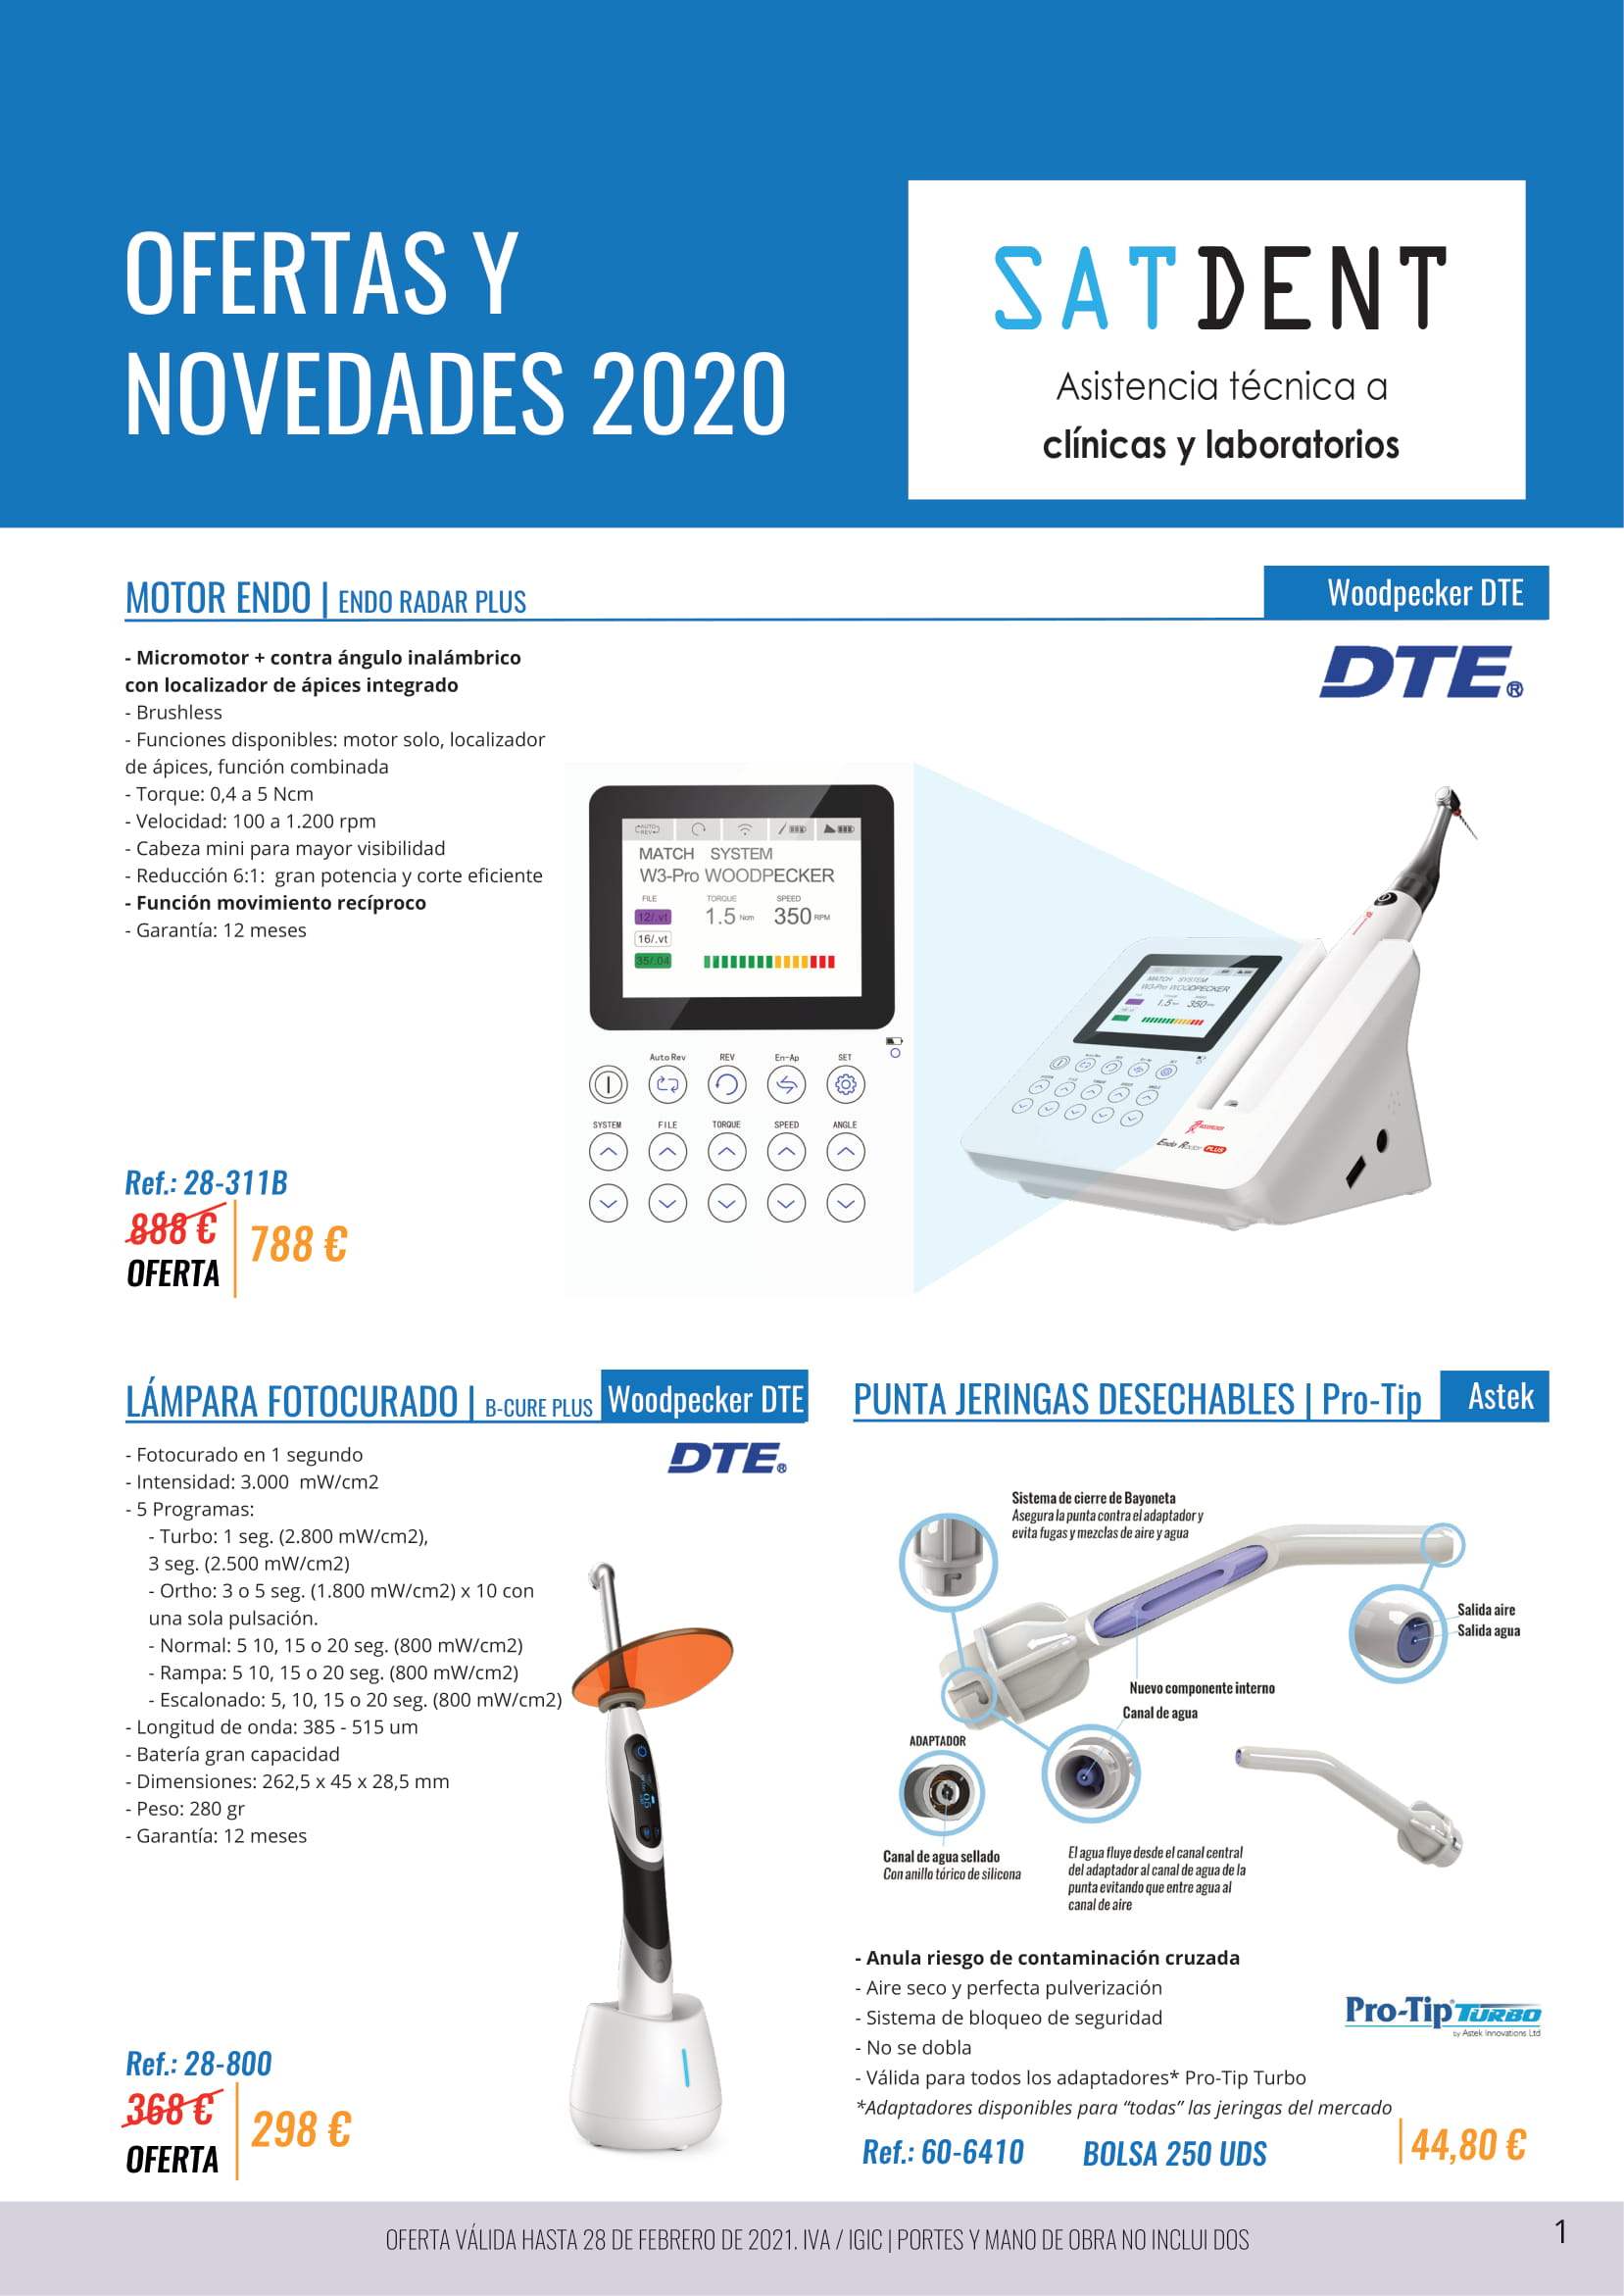 OFERTAS Y
NOVEDADES 2020
SATDENT
Asistencia técnica a
clínicas y laboratorios
MOTOR ENDO | ENDO RADAR PLUS
Woodpecker DTE
DTE®
- Micromotor + contra ángulo inalámbrico
con localizador de ápices integrado
- Brushless
- Funciones disponibles: motor solo, localizador
de ápices, función combinada
- Torque: 0,4 a 5 Ncm
- Velocidad: 100 a 1.200 rpm
- Cabeza mini para mayor visibilidad
- Reducción 6:1:  gran potencia y corte eficiente
- Función movimiento recíproco
- Garantía: 12 meses
AUTO REV
MATCH SYSTEM
W3-Pro WOODPECKER
FILE TORQUE SPEED
12/.vt 1.5 Ncm 350 RPM
16/.vt
35/.04
Auto Rev REV En-Ap SET
SYSTEM FILE TORQUE SPEED ANGLE
MATCH SYSTEM
W3-Pro WOODPECKER
1.5 350
Endo Radar PLUS
Ref.: 28-311B
888 €
OFERTA
788 €
LÁMPARA FOTOCURADO | B-CURE PLUS
Woodpecker DTE
DTE®
- Fotocurado en 1 segundo
- Intensidad: 3.000  mW/cm2
- 5 Programas:
- Turbo: 1 seg. (2.800 mW/cm2),
3 seg. (2.500 mW/cm2)
- Ortho: 3 o 5 seg. (1.800 mW/cm2) x 10 con
una sola pulsación.
- Normal: 5 10, 15 o 20 seg. (800 mW/cm2)
- Rampa: 5 10, 15 o 20 seg. (800 mW/cm2)
- Escalonado: 5, 10, 15 o 20 seg. (800 mW/cm2)
- Longitud de onda: 385 - 515 um
- Batería gran capacidad
- Dimensiones: 262,5 x 45 x 28,5 mm
- Peso: 280 gr
- Garantía: 12 meses
Ref.: 28-800
368 €
OFERTA
298 €
PUNTA JERINGAS DESECHABLES | Pro-Tip
Astek
Sistema de cierre de Bayoneta
Asegura la punta contra el adaptador y
evita fugas y mezclas de aire y agua
Salida aire
Salida agua
Nuevo componente interno
Canal de agua
ADAPTADOR
Canal de agua sellado
Con anillo tórico de silicona
El agua fluye desde el canal central
del adaptador al canal de agua de la
punta evitando que entre agua al
canal de aire
- Anula riesgo de contaminación cruzada
- Aire seco y perfecta pulverización
- Sistema de bloqueo de seguridad
- No se dobla
- Válida para todos los adaptadores* Pro-Tip Turbo
*Adaptadores disponibles para “todas” las jeringas del mercado
Pro-Tip TURBO
by Astek Innovations Ltd
Ref.: 60-6410
BOLSA 250 UDS
44,80 €
OFERTA VÁLIDA HASTA 28 DE FEBRERO DE 2021. IVA / IGIC | PORTES Y MANO DE OBRA NO INCLUI DOS
1